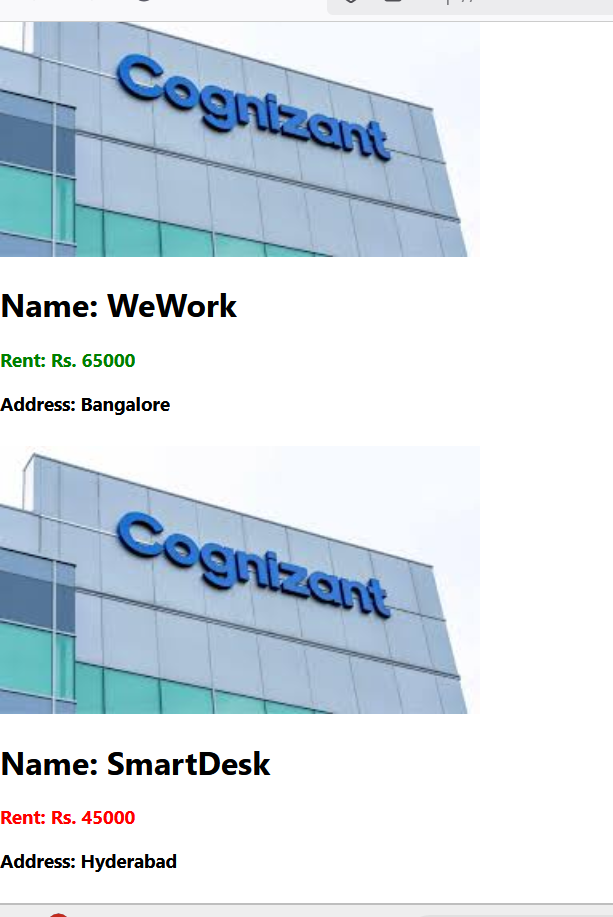 Cognizant
Name: WeWork
Rent: Rs. 65000
Address: Bangalore
Cognizant
Name: SmartDesk
Rent: Rs. 45000
Address: Hyderabad